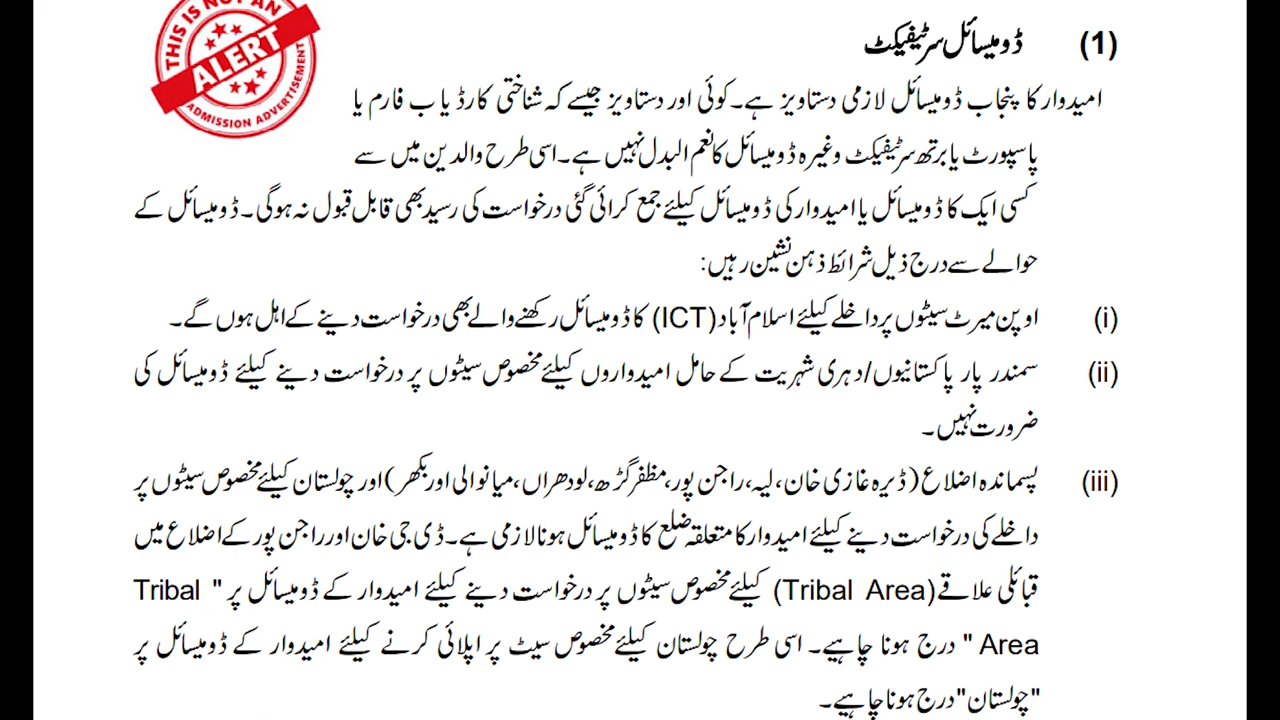 THIS IS NOT AN
ALERT
ADMISSION ADVERTISEMENT
(1) ڈومیسائل سرٹیفیکٹ
امیدوار کا پنجاب ڈومیسائل لازمی دستاویز ہے۔ کوئی اور دستاویز جیسے کہ شناختی کارڈ یا ب فارم یا
پاسپورٹ یا برتھ سرٹیفیکٹ وغیرہ ڈومیسائل کا نعم البدل نہیں ہے۔ اسی طرح والدین میں سے
کسی ایک کا ڈومیسائل یا امیدوار کی ڈومیسائل کیلئے جمع کرائی گئی درخواست کی رسید بھی قابل قبول نہ ہوگی۔ ڈومیسائل کے
حوالے سے درج ذیل شرائط ذہن نشین رہیں:
(i) اوپن میرٹ سیٹوں پر داخلے کیلئے اسلام آباد (ICT) کا ڈومیسائل رکھنے والے بھی درخواست دینے کے اہل ہوں گے۔
(ii) سمندر پار پاکستانیوں/دہری شہریت کے حامل امیدواروں کیلئے مخصوص سیٹوں پر درخواست دینے کیلئے ڈومیسائل کی
ضرورت نہیں۔
(iii) پسماندہ اضلاع (ڈیرہ غازی خان، لیہ، راجن پور، مظفر گڑھ، لودھراں، میانوالی اور بھکر) اور چولستان کیلئے مخصوص سیٹوں پر
داخلے کی درخواست دینے کیلئے امیدوار کا متعلقہ ضلع کا ڈومیسائل ہونا لازمی ہے۔ ڈی جی خان اور راجن پور کے اضلاع میں
قبائلی علاقے (Tribal Area) کیلئے مخصوص سیٹوں پر درخواست دینے کیلئے امیدوار کے ڈومیسائل پر " Tribal
Area " درج ہونا چاہیے۔ اسی طرح چولستان کیلئے مخصوص سیٹ پر اپلائی کرنے کیلئے امیدوار کے ڈومیسائل پر
"چولستان" درج ہونا چاہیے۔